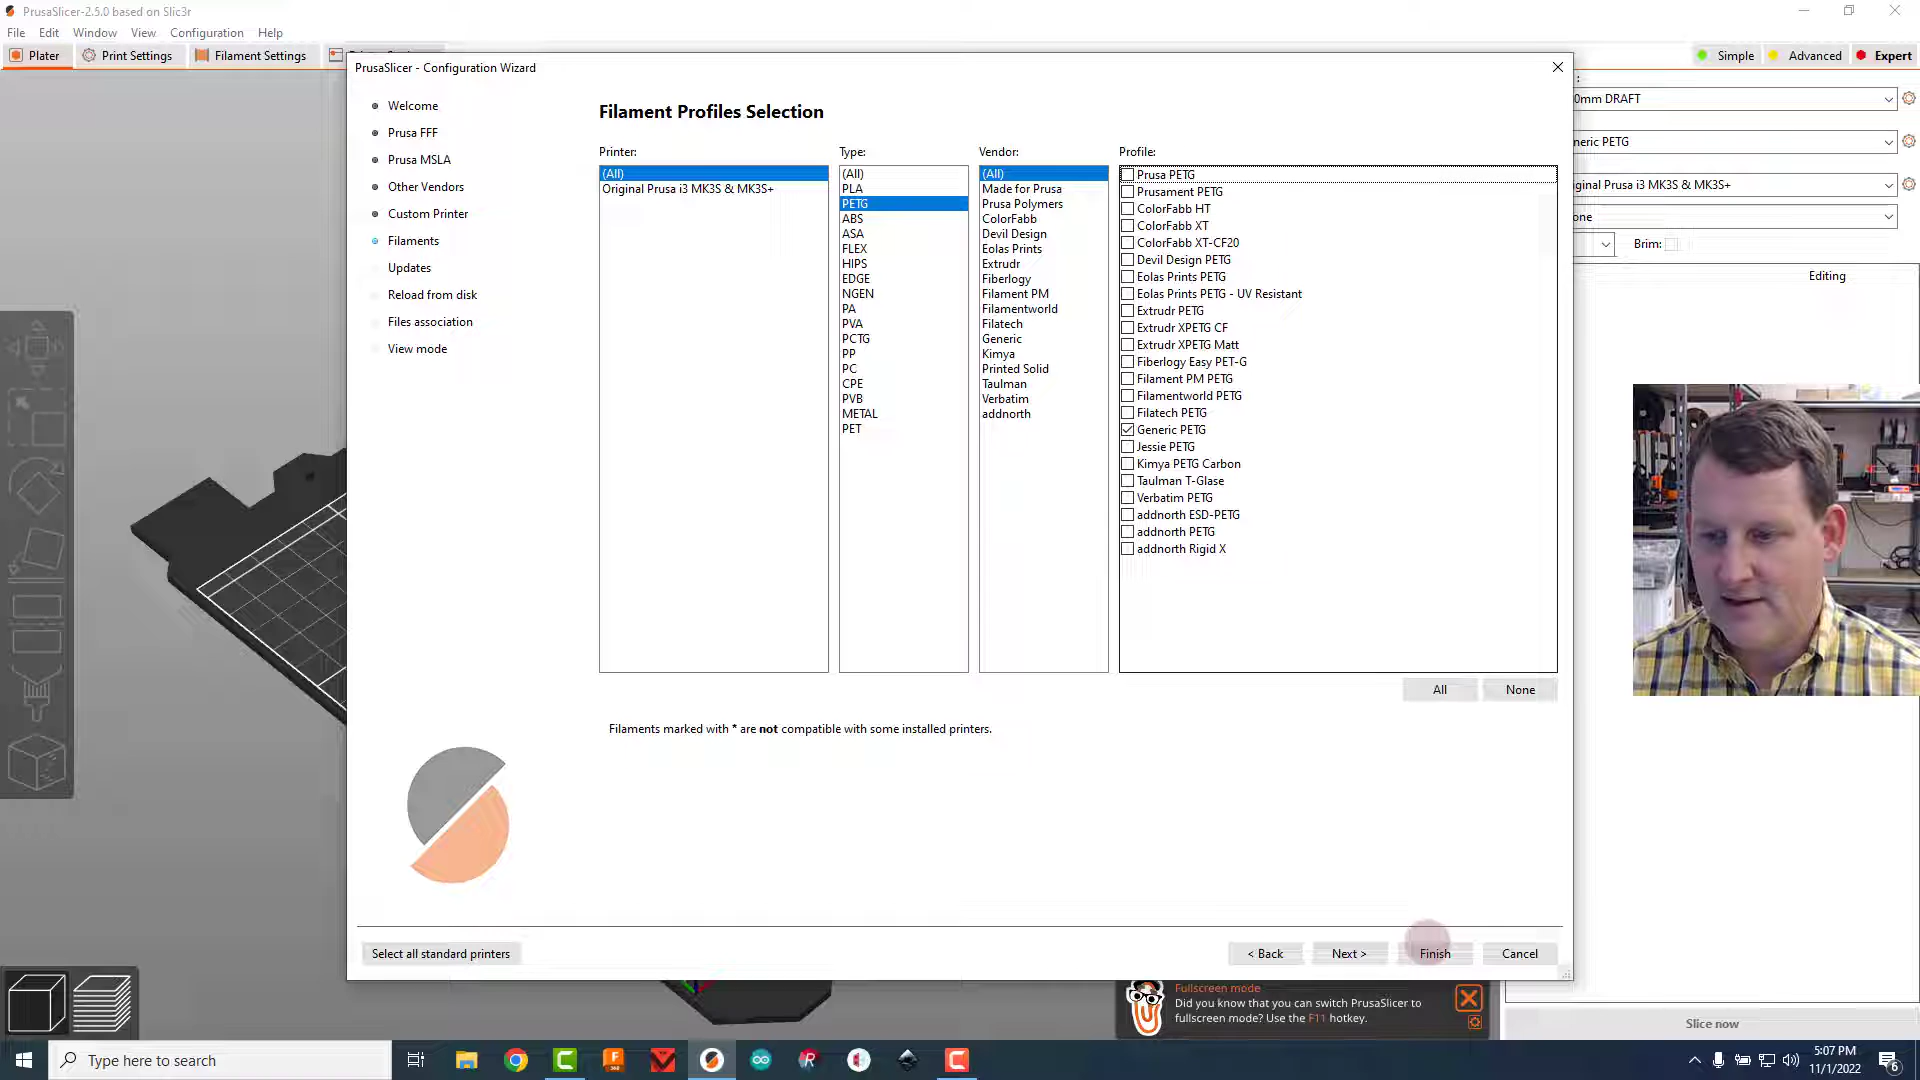 PrusaSlicer-2.5.0 based on Slic3r
File Edit Window View Configuration Help
Plater Print Settings Filament Settings
Simple Advanced Expert
PrusaSlicer - Configuration Wizard
Welcome
Prusa FFF
Prusa MSLA
Other Vendors
Custom Printer
Filaments
Updates
Reload from disk
Files association
View mode
Filament Profiles Selection
Printer:
(All)
Original Prusa i3 MK3S & MK3S+
Type:
(All)
PLA
PETG
ABS
ASA
FLEX
HIPS
EDGE
NGEN
PA
PVA
PCTG
PP
PC
CPE
PVB
METAL
PET
Vendor:
(All)
Made for Prusa
Prusa Polymers
ColorFabb
Devil Design
Eolas Prints
Extrudr
Fiberlogy
Filament PM
Filamentworld
Filatech
Generic
Kimya
Printed Solid
Taulman
Verbatim
addnorth
Profile:
Prusa PETG
Prusament PETG
ColorFabb HT
ColorFabb XT
ColorFabb XT-CF20
Devil Design PETG
Eolas Prints PETG
Eolas Prints PETG - UV Resistant
Extrudr PETG
Extrudr XPETG CF
Extrudr XPETG Matt
Fiberlogy Easy PET-G
Filament PM PETG
Filamentworld PETG
Filatech PETG
Generic PETG
Jessie PETG
Kimya PETG Carbon
Taulman T-Glase
Verbatim PETG
addnorth ESD-PETG
addnorth PETG
addnorth Rigid X
All None
Filaments marked with * are not compatible with some installed printers.
Select all standard printers
< Back Next > Finish Cancel
:
0mm DRAFT
neric PETG
ginal Prusa i3 MK3S & MK3S+
one
Brim:
Editing
Fullscreen mode
Did you know that you can switch PrusaSlicer to
fullscreen mode? Use the F11 hotkey.
Slice now
Type here to search
5:07 PM
11/1/2022
6